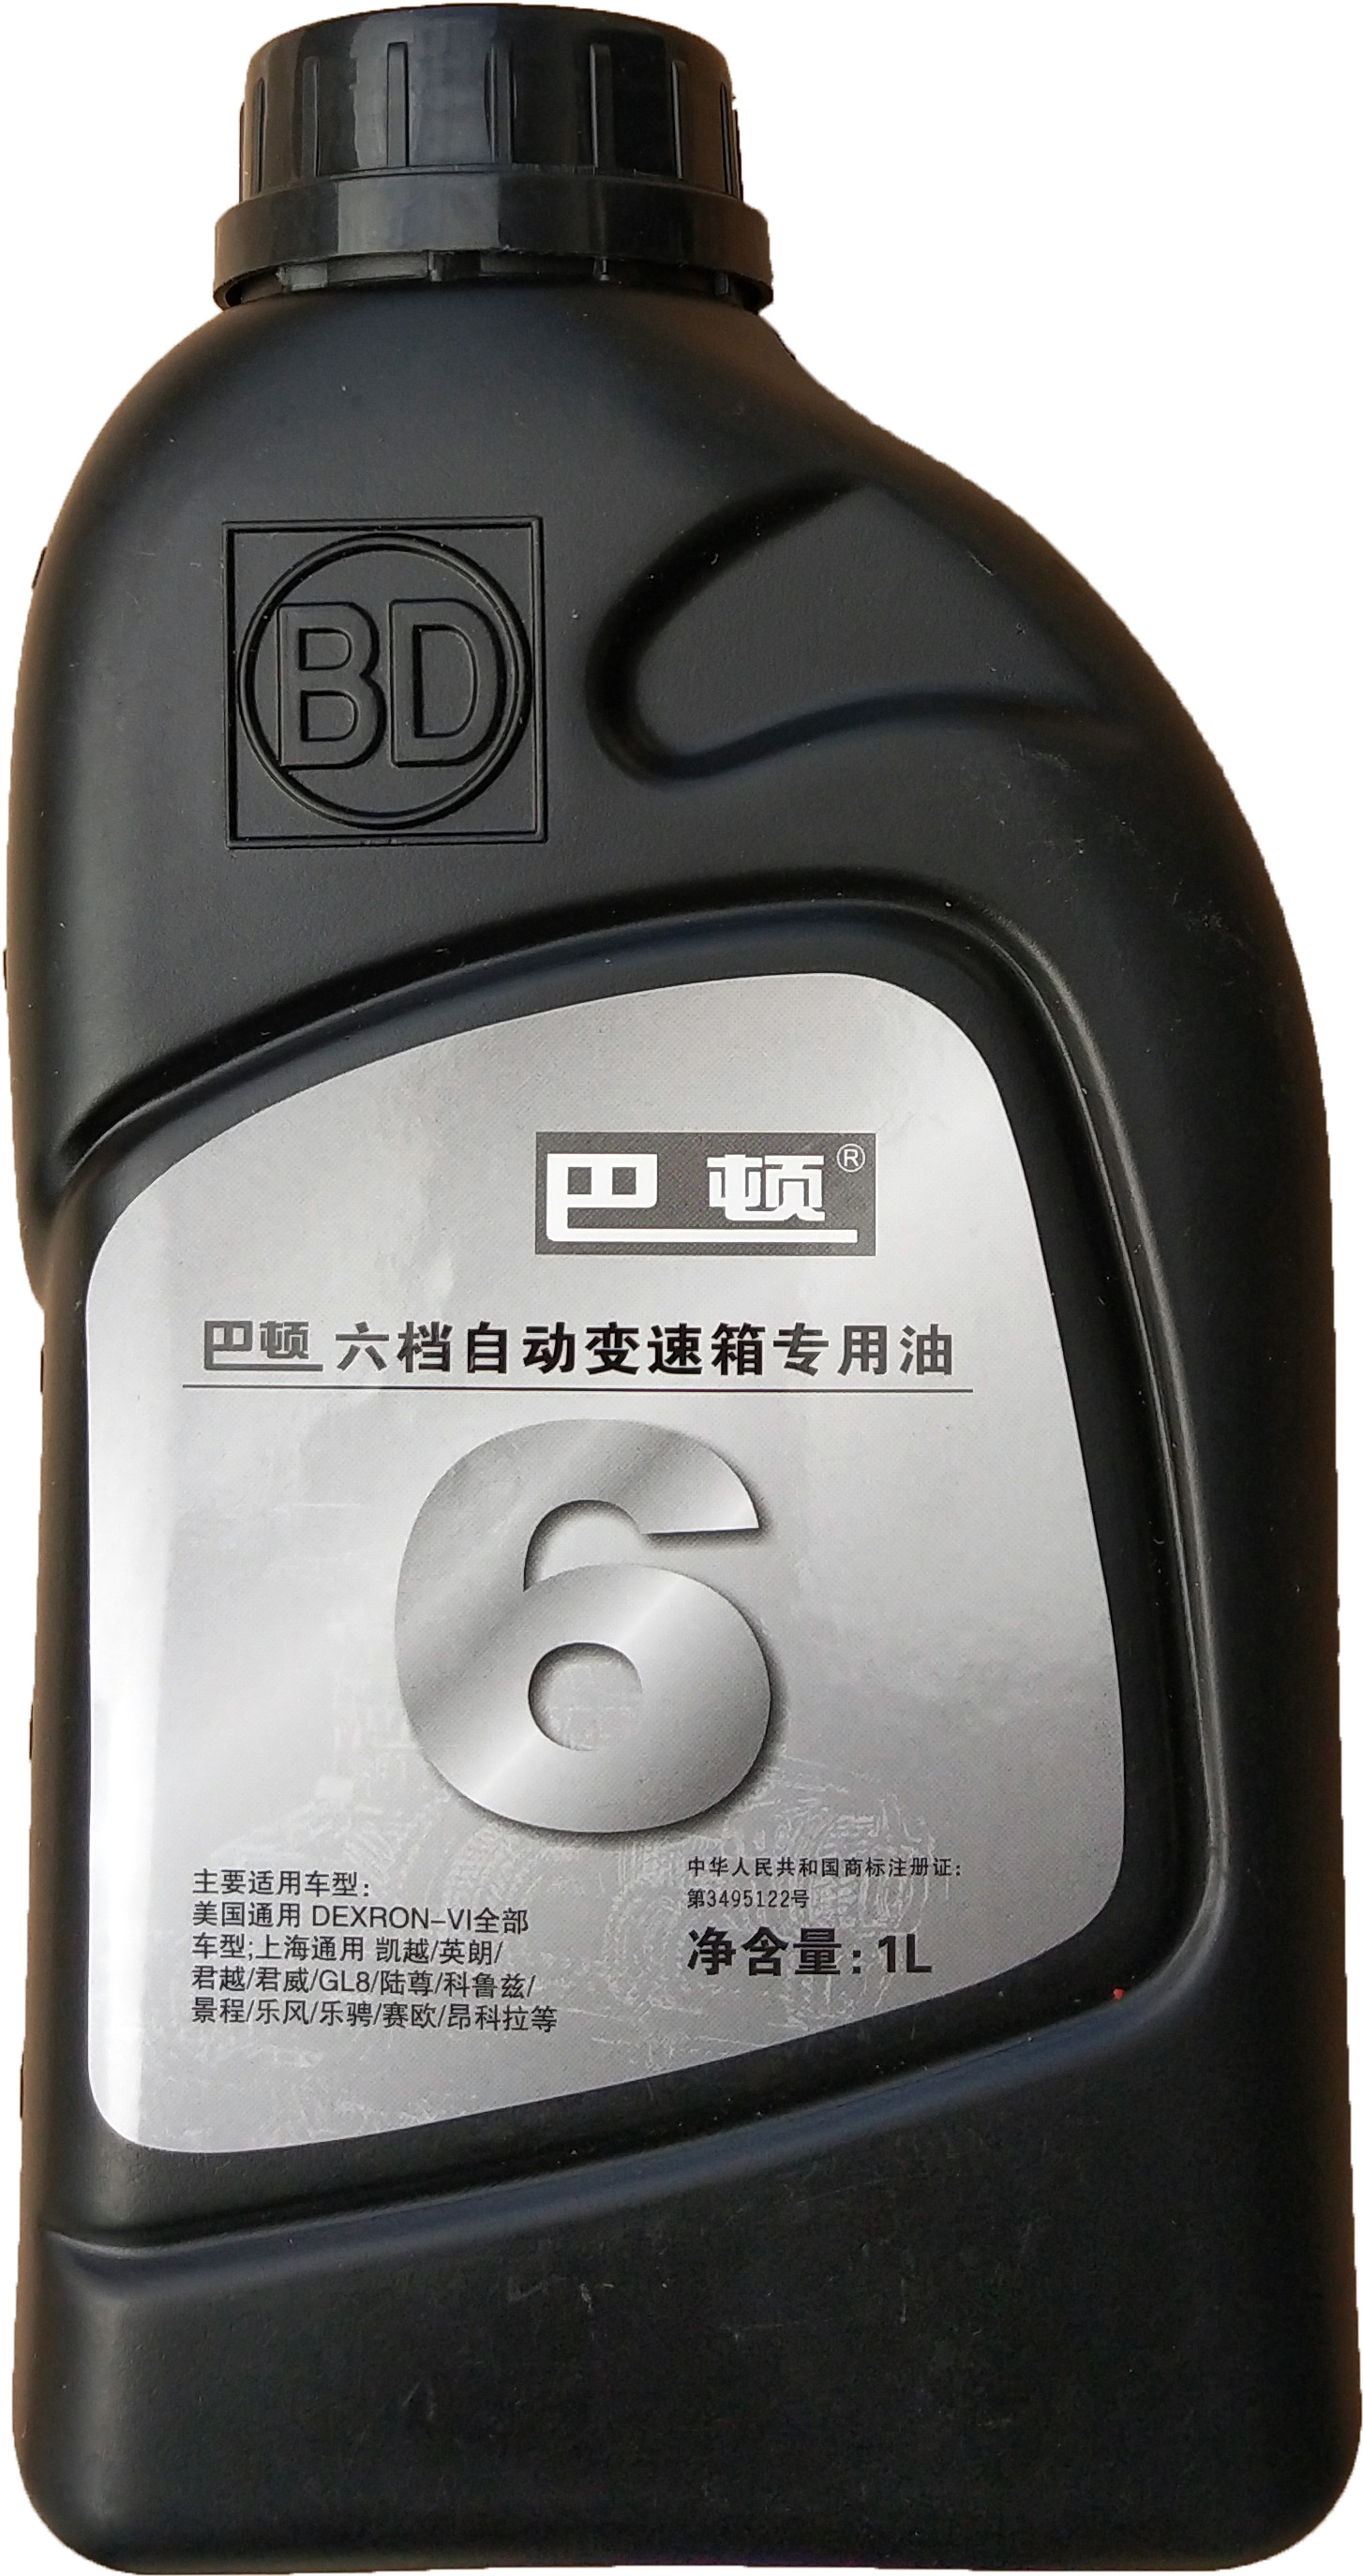 BD
巴顿®
巴顿 六档自动变速箱专用油
6
主要适用车型:
美国通用 DEXRON-VI全部
车型;上海通用 凯越/英朗/
君越/君威/GL8/陆尊/科鲁兹/
景程/乐风/乐骋/赛欧/昂科拉等
中华人民共和国商标注册证:
第3495122号
净含量:1L